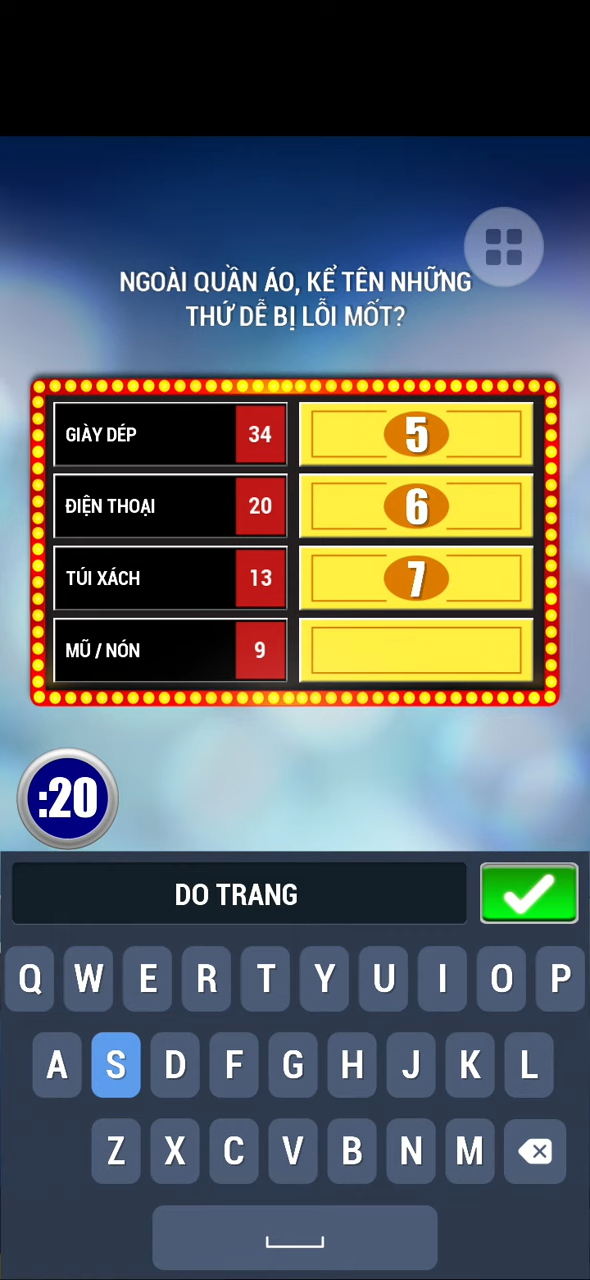 NGOÀI QUẦN ÁO, KỂ TÊN NHỮNG
THỨ DỄ BỊ LỖI MỐT?
GIÀY DÉP 34 5
ĐIỆN THOẠI 20 6
TÚI XÁCH 13 7
MŨ / NÓN 9
:20
DO TRANG
Q W E R T Y U I O P
A S D F G H J K L
Z X C V B N M